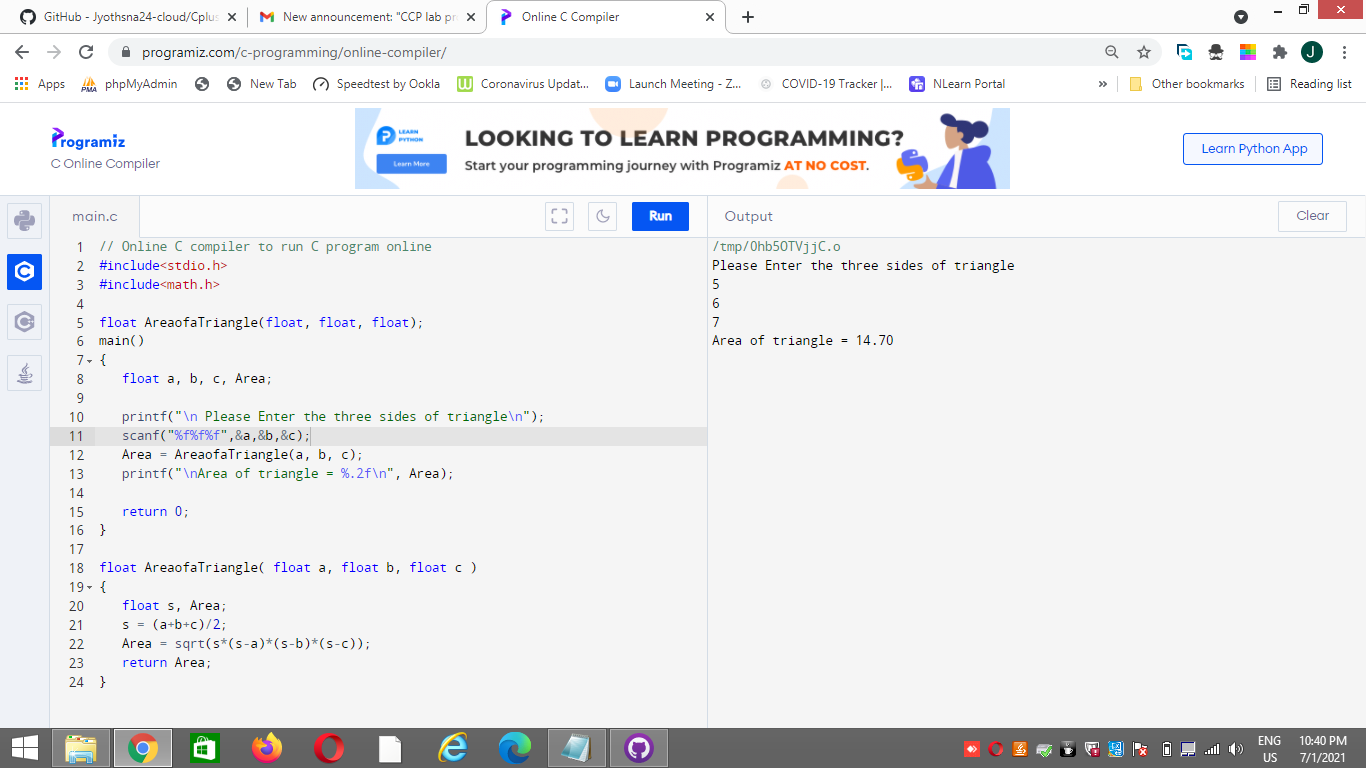 GitHub - Jyothsna24-cloud/Cplus
New announcement: "CCP lab pr
Online C Compiler
programiz.com/c-programming/online-compiler/
J
Apps
phpMyAdmin
New Tab
Speedtest by Ookla
Coronavirus Updat...
Launch Meeting - Z...
COVID-19 Tracker |...
NLearn Portal
»
Other bookmarks
Reading list
Programiz
C Online Compiler
LEARN PYTHON
Learn More
LOOKING TO LEARN PROGRAMMING?
Start your programming journey with Programiz AT NO COST.
Learn Python App
main.c
Run
Output
Clear
1 // Online C compiler to run C program online
2 #include<stdio.h>
3 #include<math.h>
4
5 float AreaofaTriangle(float, float, float);
6 main()
7 {
8 float a, b, c, Area;
9
10 printf("\n Please Enter the three sides of triangle\n");
11 scanf("%f%f%f",&a,&b,&c);
12 Area = AreaofaTriangle(a, b, c);
13 printf("\nArea of triangle = %.2f\n", Area);
14
15 return 0;
16 }
17
18 float AreaofaTriangle( float a, float b, float c )
19 {
20 float s, Area;
21 s = (a+b+c)/2;
22 Area = sqrt(s*(s-a)*(s-b)*(s-c));
23 return Area;
24 }
/tmp/Ohb5OTVjjC.o
Please Enter the three sides of triangle
5
6
7
Area of triangle = 14.70
ENG
US
10:40 PM
7/1/2021